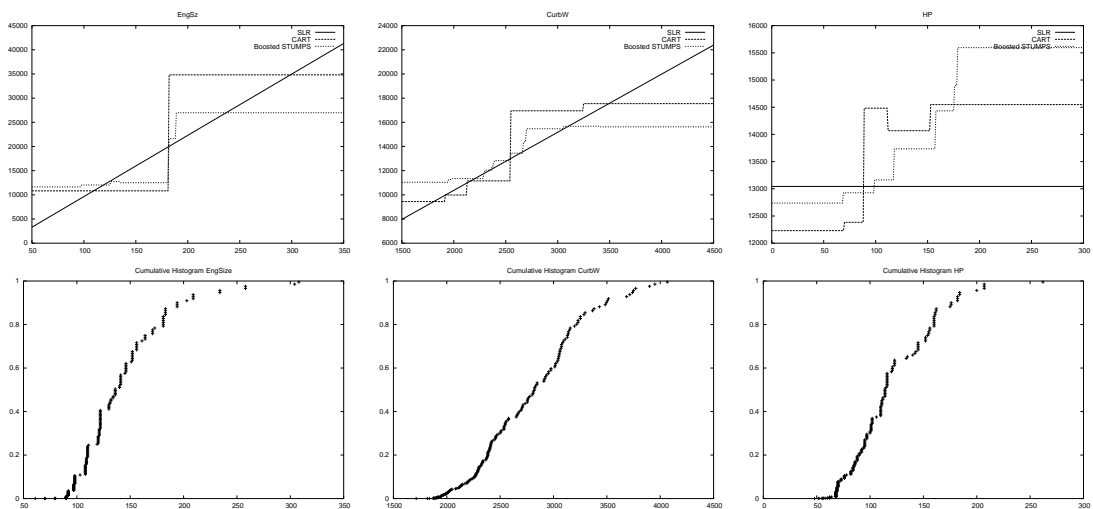 EngSz
45000
40000
35000
30000
25000
20000
15000
10000
5000
0
50 100 150 200 250 300 350
SLR
CART
Boosted STUMPS
CurbW
24000
22000
20000
18000
16000
14000
12000
10000
8000
6000
1500 2000 2500 3000 3500 4000 4500
SLR
CART
Boosted STUMPS
HP
16000
15500
15000
14500
14000
13500
13000
12500
12000
0 50 100 150 200 250 300
SLR
CART
Boosted STUMPS
Cumulative Histogram EngSize
1
0.8
0.6
0.4
0.2
0
50 100 150 200 250 300 350
Cumulative Histogram CurbW
1
0.8
0.6
0.4
0.2
0
1500 2000 2500 3000 3500 4000 4500
Cumulative Histogram HP
1
0.8
0.6
0.4
0.2
0
0 50 100 150 200 250 300